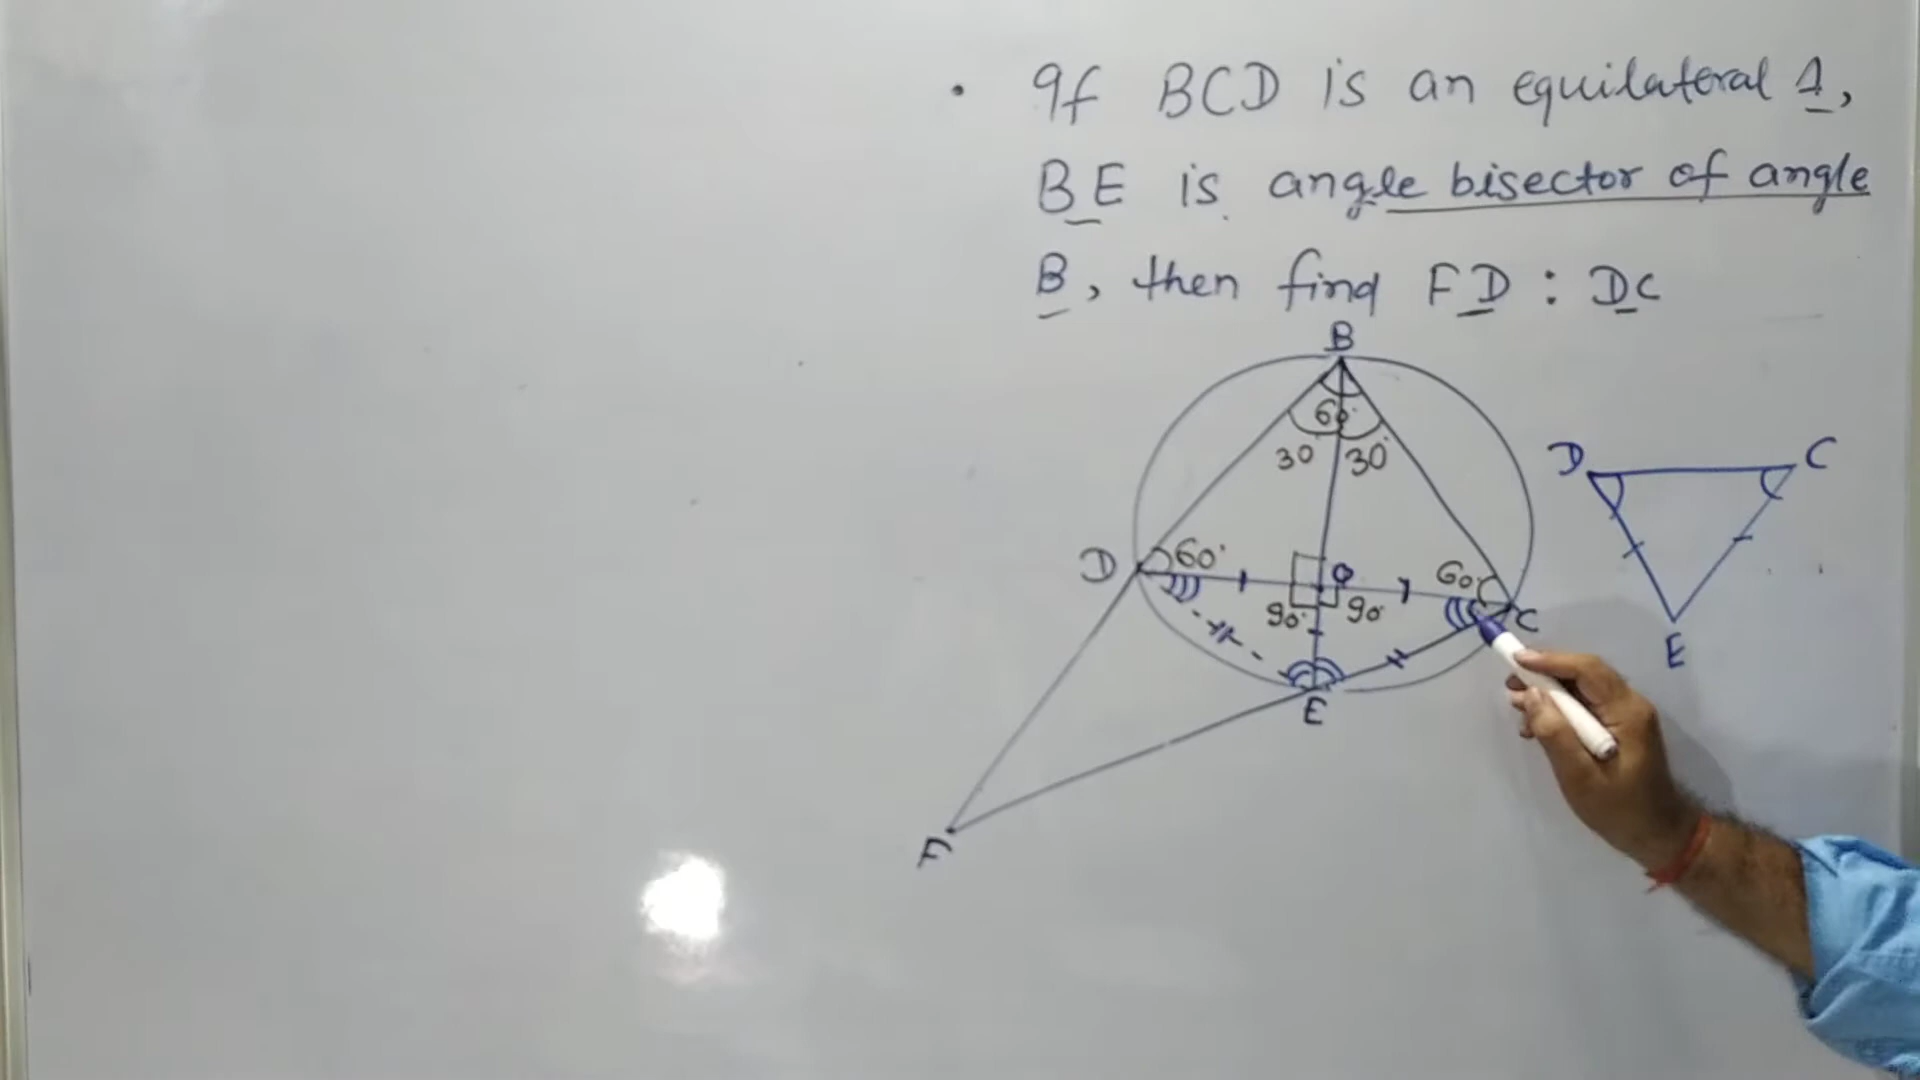 . If BCD is an equilateral Δ,
BE is angle bisector of angle
B, then find FD : DC
B
60°
30° 30°
D C
D 60° O 60° C
90° 90°
E
E
F